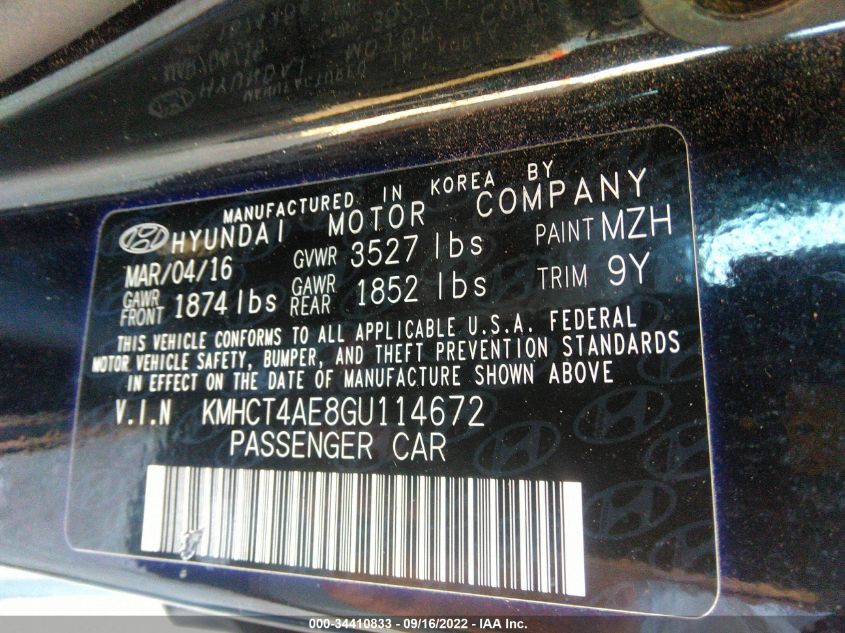 MANUFACTURED IN KOREA BY
HYUNDAI MOTOR COMPANY
MAR/04/16 GVWR 3527 lbs PAINT MZH
GAWR FRONT 1874 lbs GAWR REAR 1852 lbs TRIM 9Y
THIS VEHICLE CONFORMS TO ALL APPLICABLE U.S.A. FEDERAL
MOTOR VEHICLE SAFETY, BUMPER, AND THEFT PREVENTION STANDARDS
IN EFFECT ON THE DATE OF MANUFACTURE SHOWN ABOVE
V.I.N KMHCT4AE8GU114672
PASSENGER CAR
000-34410833 - 09/16/2022 - IAA Inc.